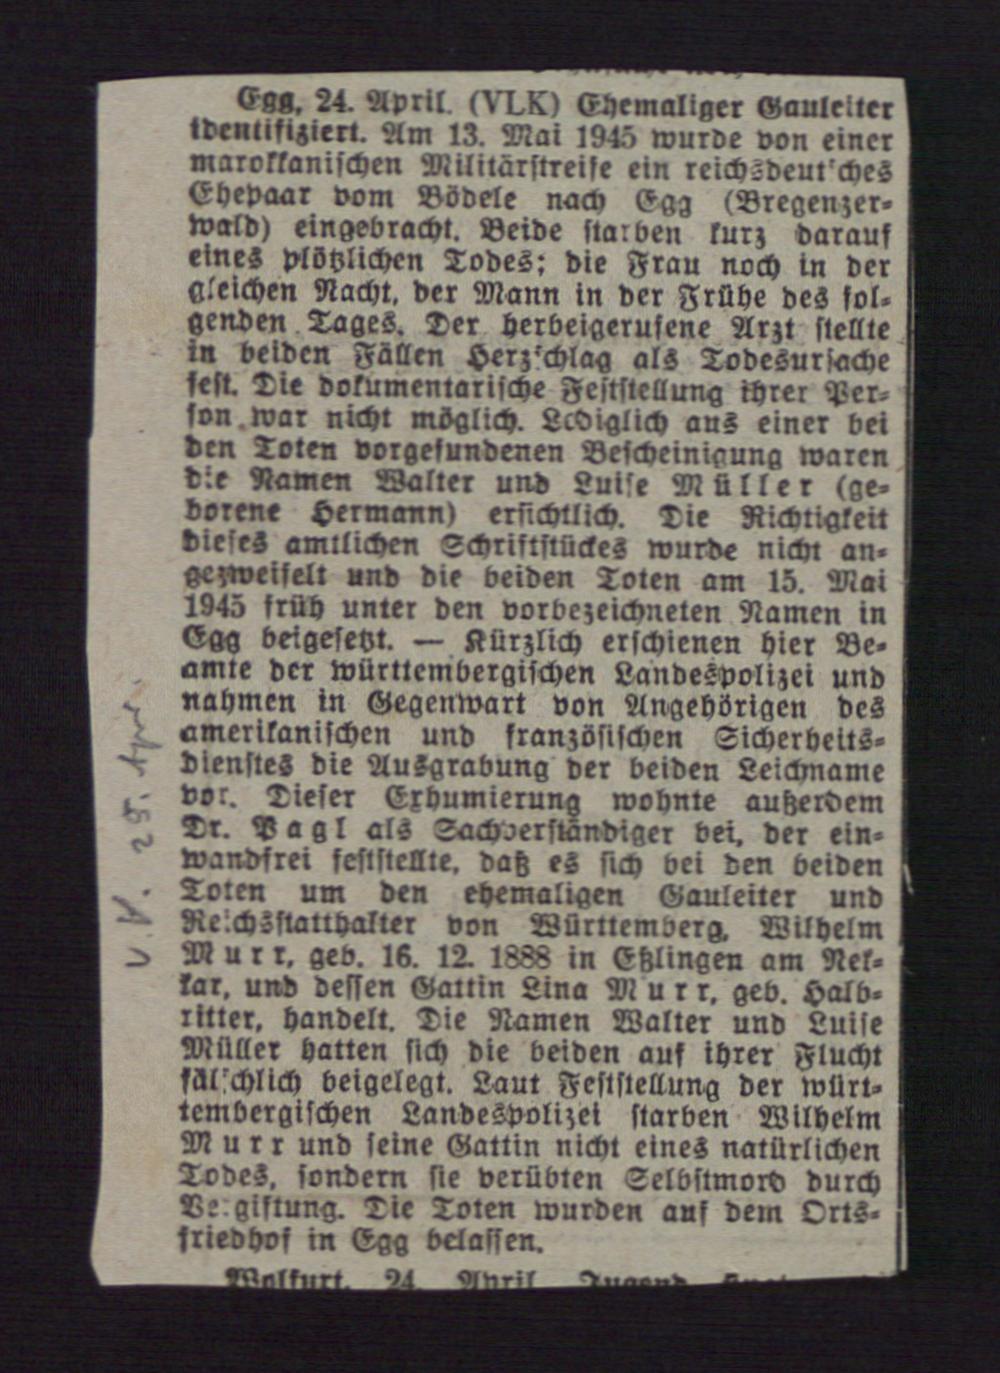 Egg, 24. April. (VLK) Ehemaliger Gauleiter
identifiziert. Am 13. Mai 1945 wurde von einer
marokkanischen Militärstreife ein reichsdeutsches
Ehepaar vom Bödele nach Egg (Bregenzer-
wald) eingebracht. Beide starben kurz darauf
eines plötzlichen Todes; die Frau noch in der
gleichen Nacht, der Mann in der Frühe des fol-
genden Tages. Der herbeigerufene Arzt stellte
in beiden Fällen Herzschlag als Todesursache
fest. Die dokumentarische Feststellung ihrer Per-
son war nicht möglich. Lediglich aus einer bei
den Toten vorgefundenen Bescheinigung waren
die Namen Walter und Luise Müller (ge-
borene Hermann) ersichtlich. Die Richtigkeit
dieses amtlichen Schriftstückes wurde nicht an-
gezweifelt und die beiden Toten am 15. Mai
1945 früh unter den vorbezeichneten Namen in
Egg beigesetzt. — Kürzlich erschienen hier Be-
amte der württembergischen Landespolizei und
nahmen in Gegenwart von Angehörigen des
amerikanischen und französischen Sicherheits-
dienstes die Ausgrabung der beiden Leichname
vor. Dieser Exhumierung wohnte außerdem
Dr. Vagl als Sachverständiger bei, der ein-
wandfrei feststellte, daß es sich bei den beiden
Toten um den ehemaligen Gauleiter und
Reichsstatthalter von Württemberg, Wilhelm
Murr, geb. 16. 12. 1888 in Eßlingen am Nek-
kar, und dessen Gattin Lina Murr, geb. Halb-
ritter, handelt. Die Namen Walter und Luise
Müller hatten sich die beiden auf ihrer Flucht
fälschlich beigelegt. Laut Feststellung der würt-
tembergischen Landespolizei starben Wilhelm
Murr und seine Gattin nicht eines natürlichen
Todes, sondern sie verübten Selbstmord durch
Vergiftung. Die Toten wurden auf dem Orts-
friedhof in Egg belassen.
Wolfurt, 24. April. Jugend
25. Apr.